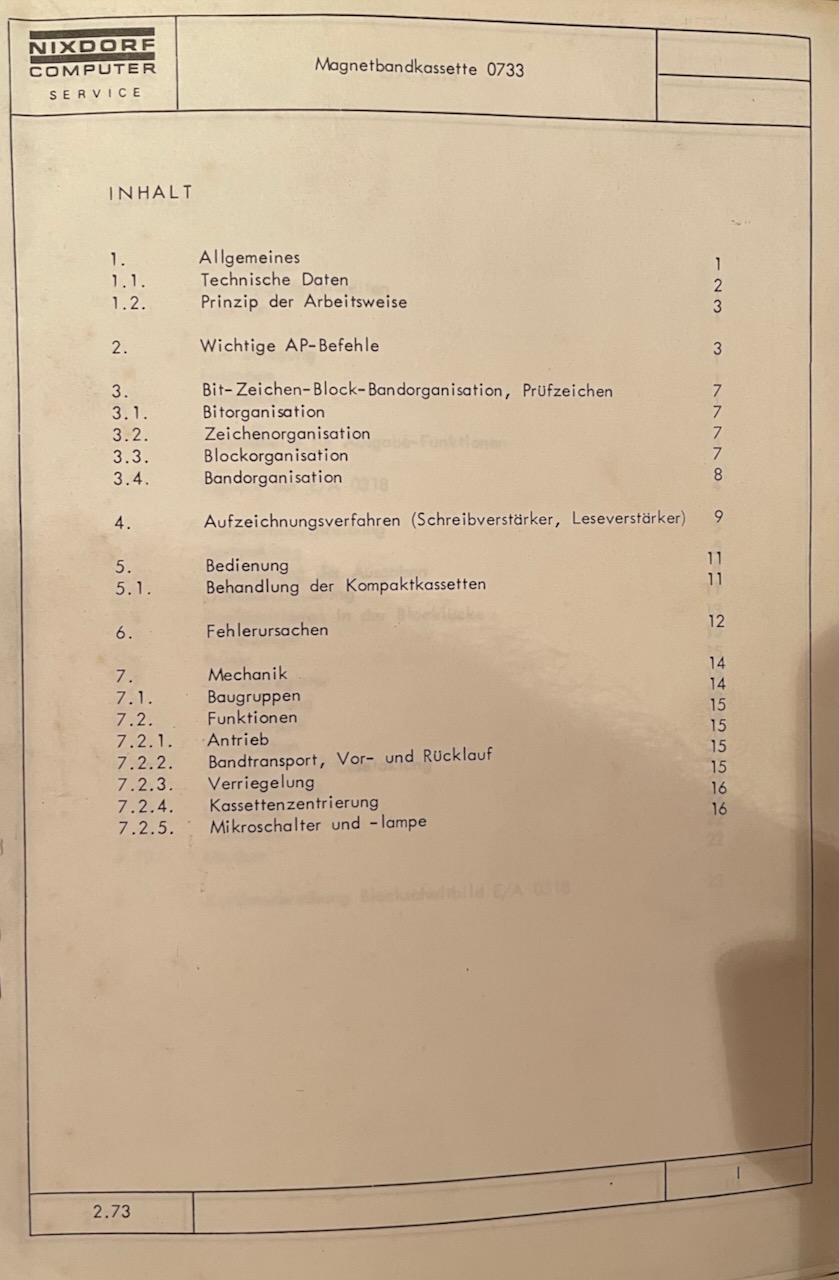 NIXDORF
COMPUTER
SERVICE
Magnetbandkassette 0733
INHALT
1. Allgemeines 1
1.1. Technische Daten 2
1.2. Prinzip der Arbeitsweise 3
2. Wichtige AP-Befehle 3
3. Bit-Zeichen-Block-Bandorganisation, Prüfzeichen 7
3.1. Bitorganisation 7
3.2. Zeichenorganisation 7
3.3. Blockorganisation 7
3.4. Bandorganisation 8
4. Aufzeichnungsverfahren (Schreibverstärker, Leseverstärker) 9
5. Bedienung 11
5.1. Behandlung der Kompaktkassetten 11
6. Fehlerursachen 12
7. Mechanik 14
7.1. Baugruppen 14
7.2. Funktionen 15
7.2.1. Antrieb 15
7.2.2. Bandtransport, Vor- und Rücklauf 15
7.2.3. Verriegelung 15
7.2.4. Kassettenzentrierung 16
7.2.5. Mikroschalter und -lampe 16
2.73
I